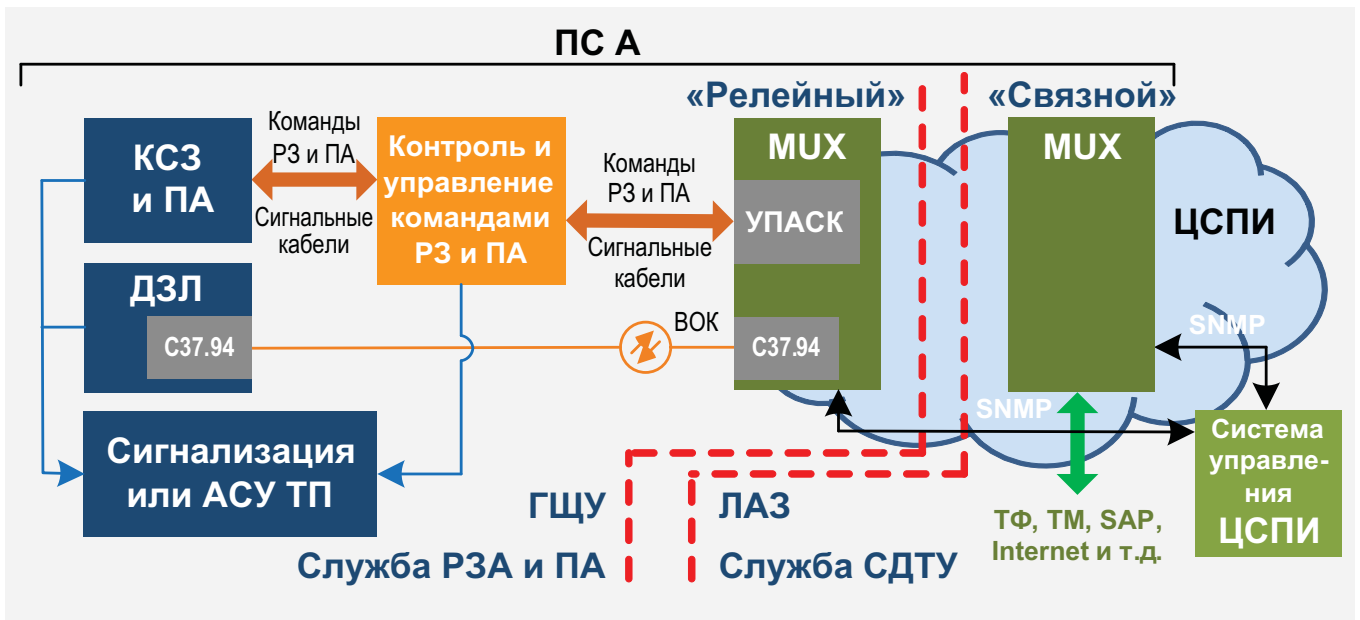 ПС А
«Релейный»
«Связной»
КСЗ
и ПА
Команды
РЗ и ПА
Сигнальные
кабели
Контроль и
управление
командами
РЗ и ПА
Команды
РЗ и ПА
Сигнальные
кабели
MUX
УПАСК
MUX
ЦСПИ
ДЗЛ
C37.94
ВОК
C37.94
SNMP
SNMP
Сигнализация
или АСУ ТП
Система
управле-
ния
ЦСПИ
ГЩУ
ЛАЗ
ТФ, ТМ, SAP,
Internet и т.д.
Служба РЗА и ПА
Служба СДТУ